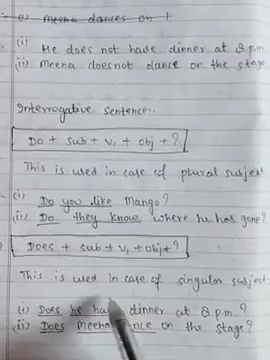 (ii) Meena dances on t
(i) He does not have dinner at 8 p.m.
(ii) Meena does not dance on the stage
Interrogative sentence:-
Do + sub + V₁ + obj + ?
This is used in case of plural subject
(i) Do you like Mango?
(ii) Do they know where he has gone?
Does + sub + V₁ + obj + ?
This is used in case of singular subject
(i) Does he have dinner at 8 p.m.?
(ii) Does Meena dance on the stage?